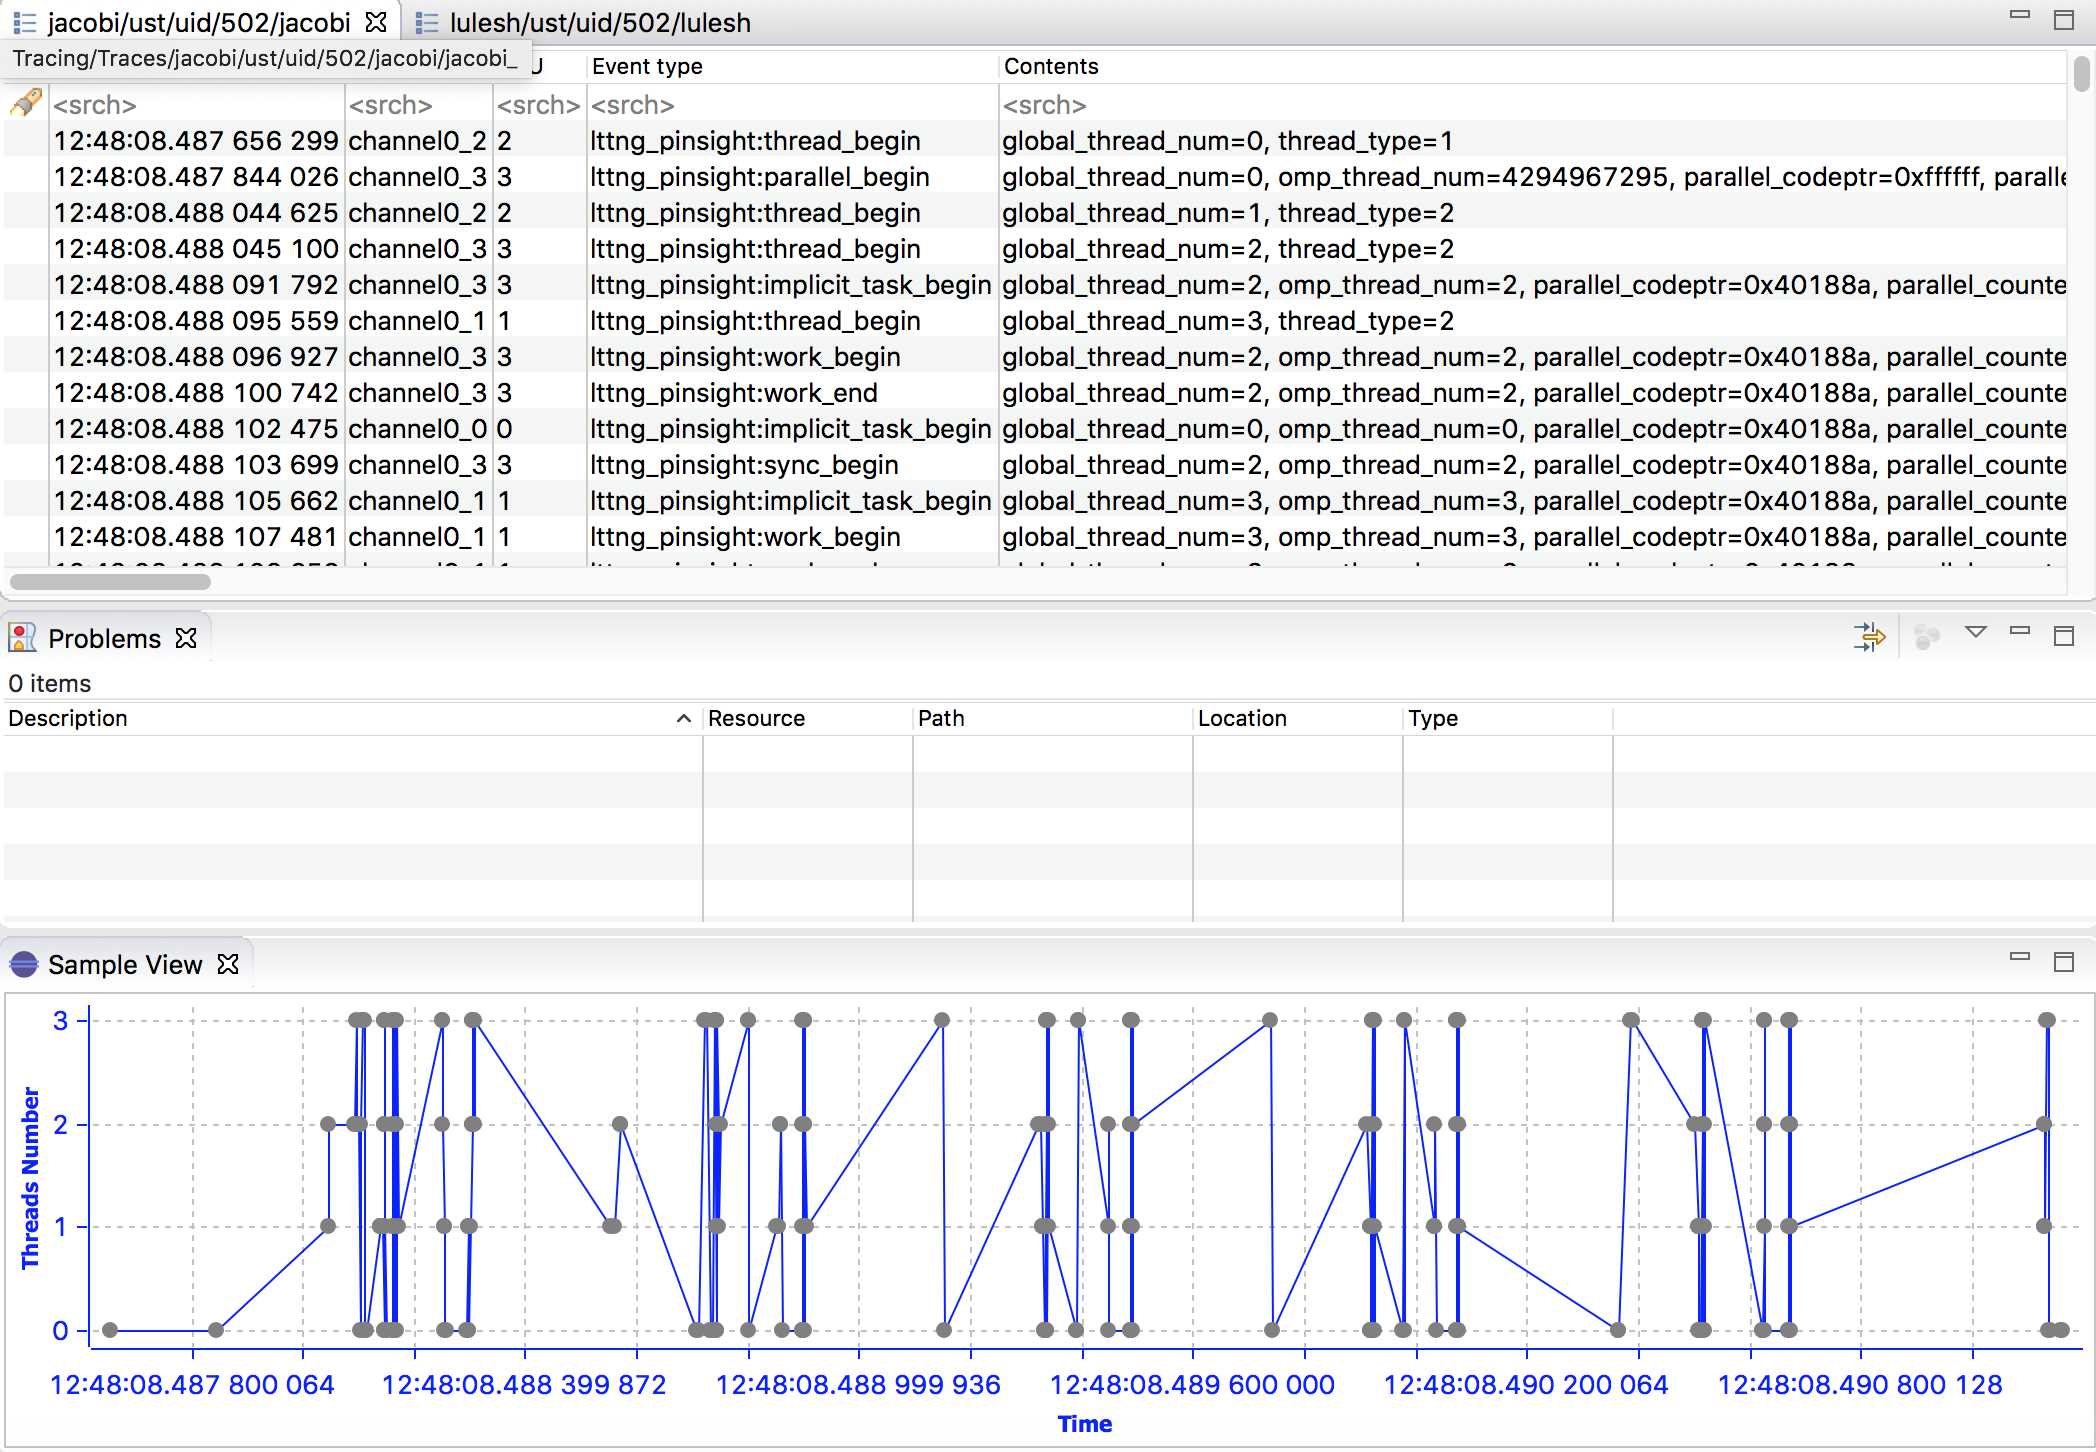 jacobi/ust/uid/502/jacobi lulesh/ust/uid/502/lulesh
Tracing/Traces/jacobi/ust/uid/502/jacobi/jacobi_ U Event type Contents
<srch> <srch> <srch> <srch> <srch>
12:48:08.487 656 299 channel0_2 2 lttng_pinsight:thread_begin global_thread_num=0, thread_type=1
12:48:08.487 844 026 channel0_3 3 lttng_pinsight:parallel_begin global_thread_num=0, omp_thread_num=4294967295, parallel_codeptr=0xffffff, paralle
12:48:08.488 044 625 channel0_2 2 lttng_pinsight:thread_begin global_thread_num=1, thread_type=2
12:48:08.488 045 100 channel0_3 3 lttng_pinsight:thread_begin global_thread_num=2, thread_type=2
12:48:08.488 091 792 channel0_3 3 lttng_pinsight:implicit_task_begin global_thread_num=2, omp_thread_num=2, parallel_codeptr=0x40188a, parallel_counte
12:48:08.488 095 559 channel0_1 1 lttng_pinsight:thread_begin global_thread_num=3, thread_type=2
12:48:08.488 096 927 channel0_3 3 lttng_pinsight:work_begin global_thread_num=2, omp_thread_num=2, parallel_codeptr=0x40188a, parallel_counte
12:48:08.488 100 742 channel0_3 3 lttng_pinsight:work_end global_thread_num=2, omp_thread_num=2, parallel_codeptr=0x40188a, parallel_counte
12:48:08.488 102 475 channel0_0 0 lttng_pinsight:implicit_task_begin global_thread_num=0, omp_thread_num=0, parallel_codeptr=0x40188a, parallel_counte
12:48:08.488 103 699 channel0_3 3 lttng_pinsight:sync_begin global_thread_num=2, omp_thread_num=2, parallel_codeptr=0x40188a, parallel_counte
12:48:08.488 105 662 channel0_1 1 lttng_pinsight:implicit_task_begin global_thread_num=3, omp_thread_num=3, parallel_codeptr=0x40188a, parallel_counte
12:48:08.488 107 481 channel0_1 1 lttng_pinsight:work_begin global_thread_num=3, omp_thread_num=3, parallel_codeptr=0x40188a, parallel_counte
Problems
0 items
Description Resource Path Location Type
Sample View
3
2
1
0
Threads Number
12:48:08.487 800 064 12:48:08.488 399 872 12:48:08.488 999 936 12:48:08.489 600 000 12:48:08.490 200 064 12:48:08.490 800 128
Time